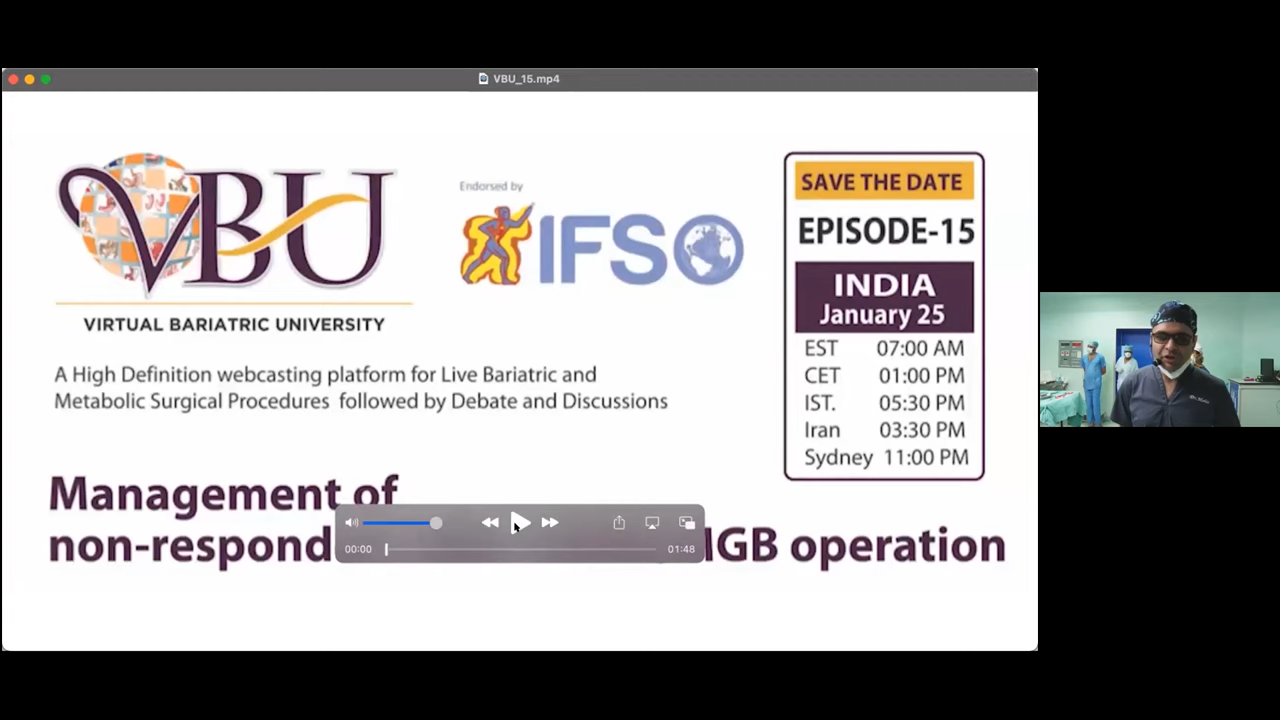 VBU_15.mp4
VBU
VIRTUAL BARIATRIC UNIVERSITY
Endorsed by
IFSO
A High Definition webcasting platform for Live Bariatric and
Metabolic Surgical Procedures followed by Debate and Discussions
SAVE THE DATE
EPISODE-15
INDIA
January 25
EST 07:00 AM
CET 01:00 PM
IST. 05:30 PM
Iran 03:30 PM
Sydney 11:00 PM
Management of
non-respond GB operation
00:00 01:48